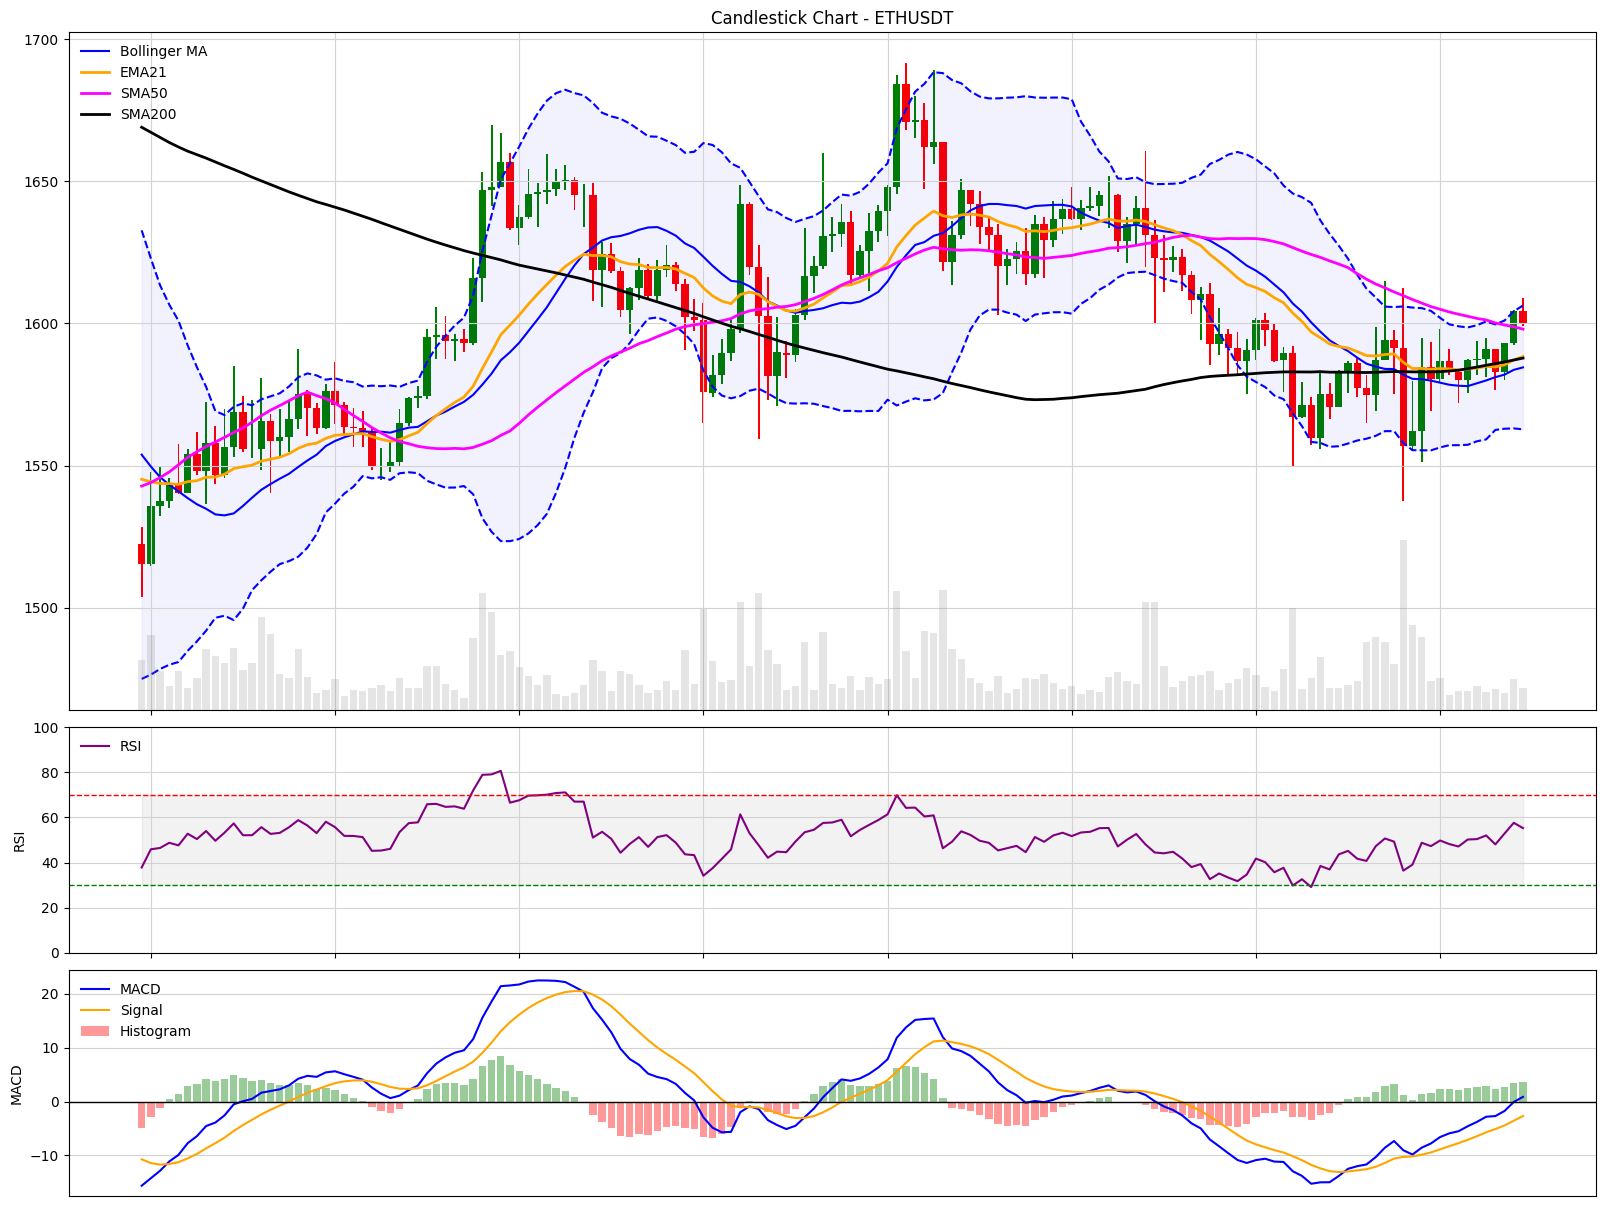 Candlestick Chart - ETHUSDT
1700
1650
1600
1550
1500
Bollinger MA
EMA21
SMA50
SMA200
100
80
60
40
20
0
RSI
RSI
20
10
0
−10
MACD
MACD
Signal
Histogram